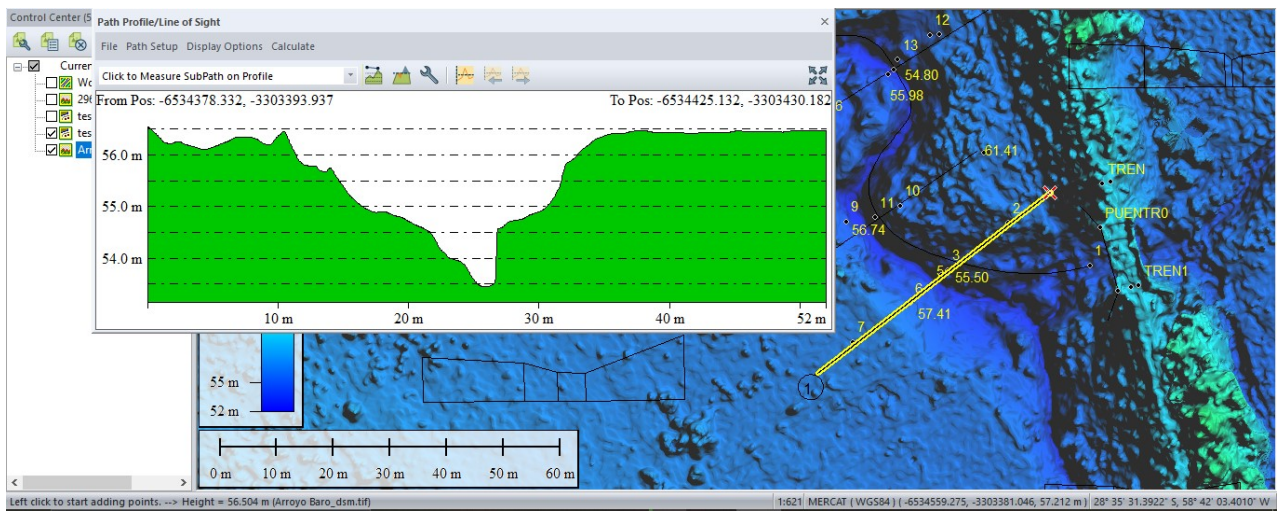 Control Center (5
Path Profile/Line of Sight
File Path Setup Display Options Calculate
Click to Measure SubPath on Profile
From Pos: -6534378.332, -3303393.937
To Pos: -6534425.132, -3303430.182
56.0 m
55.0 m
54.0 m
10 m
20 m
30 m
40 m
52 m
Curre
Wo
296
tes
tes
Arr
12
13
54.80
55.98
6
61.41
TREN
10
11
9
56.74
2
PUENTR0
1
3
5
55.50
TREN1
6
57.41
7
1
55 m
52 m
0 m
10 m
20 m
30 m
40 m
50 m
60 m
Left click to start adding points. --> Height = 56.504 m (Arroyo Baro_dsm.tif)
1:621
MERCAT ( WGS84 ) ( -6534559.275, -3303381.046, 57.212 m )
28° 35' 31.3922" S, 58° 42' 03.4010" W